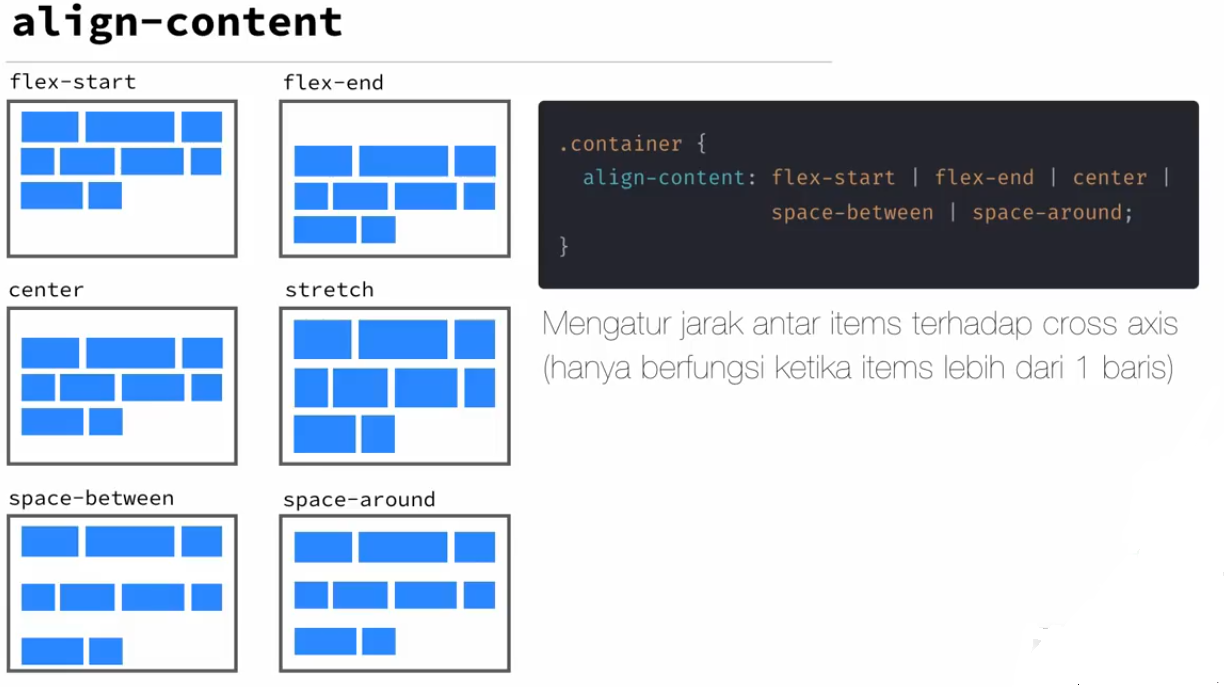 align-content
flex-start
flex-end
center
stretch
space-between
space-around
.container {
align-content: flex-start | flex-end | center |
space-between | space-around;
}
Mengatur jarak antar items terhadap cross axis
(hanya berfungsi ketika items lebih dari 1 baris)